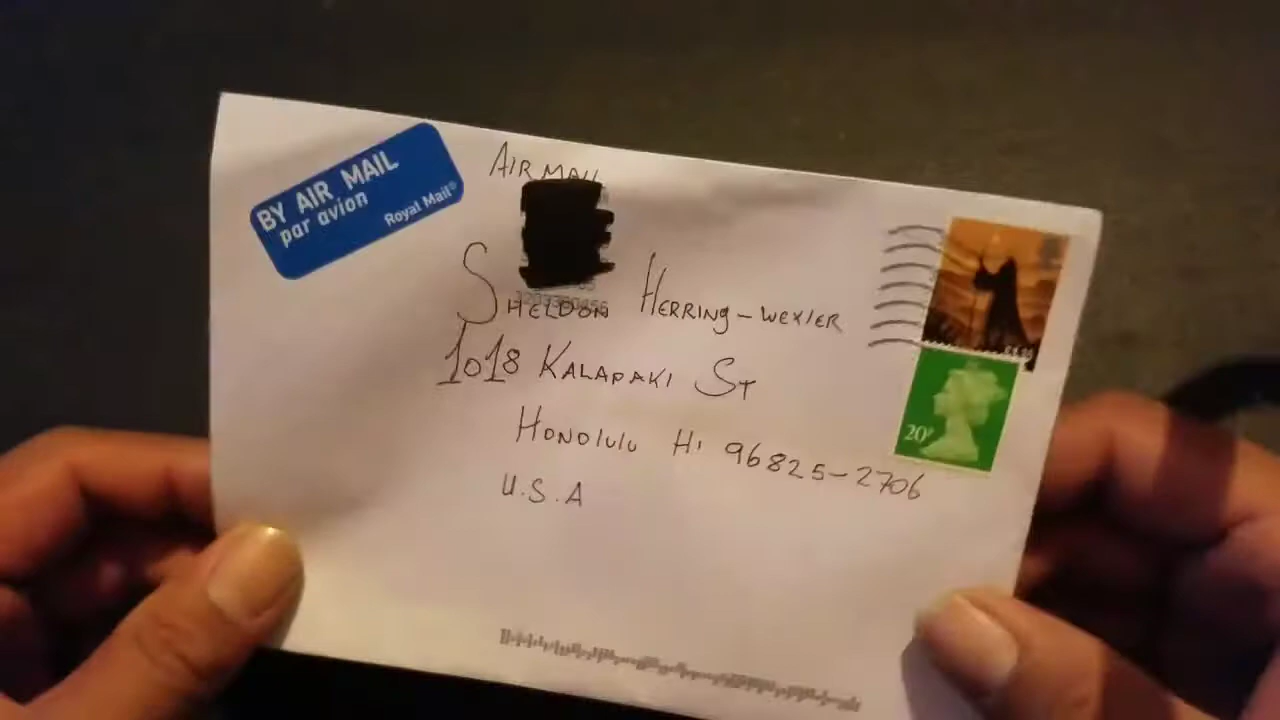 BY AIR MAIL
par avion
Royal Mail®
AIR MAIL
SHELDON HERRING-WEXLER
1018 KALAPAKI ST
HONOLULU HI 96825-2706
U.S.A
20P